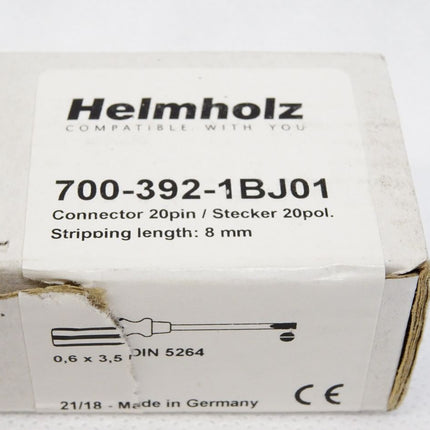 Helmholz
COMPATIBLE WITH YOU
700-392-1BJ01
Connector 20pin / Stecker 20pol.
Stripping length: 8 mm
0,6 x 3,5 DIN 5264
21/18 - Made in Germany
CE